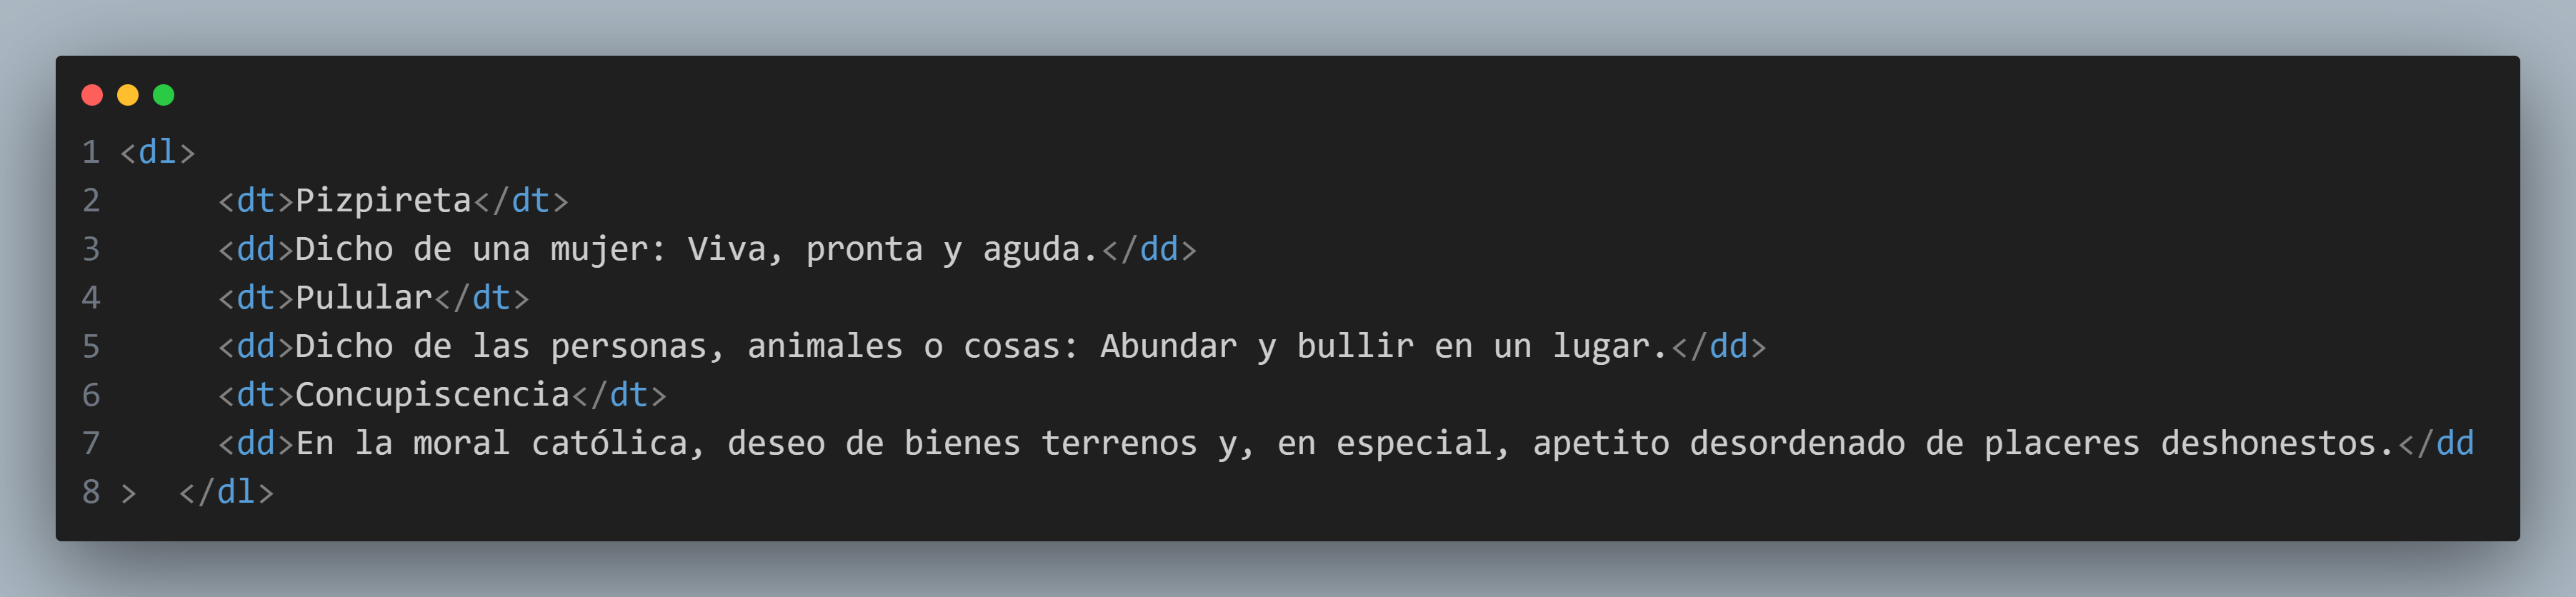 1 <dl>
2 <dt>Pizpireta</dt>
3 <dd>Dicho de una mujer: Viva, pronta y aguda.</dd>
4 <dt>Pulular</dt>
5 <dd>Dicho de las personas, animales o cosas: Abundar y bullir en un lugar.</dd>
6 <dt>Concupiscencia</dt>
7 <dd>En la moral católica, deseo de bienes terrenos y, en especial, apetito desordenado de placeres deshonestos.</dd
8 > </dl>